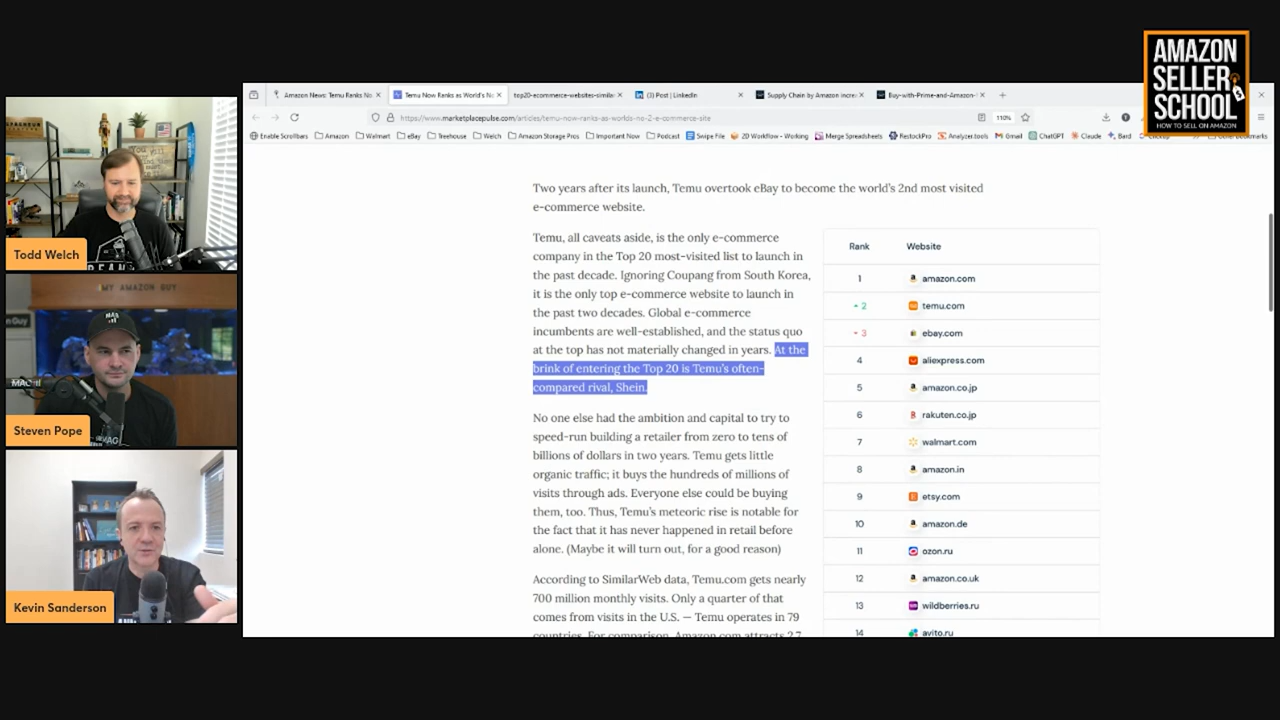 AMAZON
SELLER
SCHOOL
HOW TO SELL ON AMAZON
Amazon News: Temu Ranks No
Temu Now Ranks as World's No
top20-ecommerce-websites-simila
(3) Post | LinkedIn
Supply Chain by Amazon incre
Buy-with-Prime-and-Amazon-
https://www.marketplacepulse.com/articles/temu-now-ranks-as-worlds-no-2-e-commerce-site
110%
Enable Scrollbars
Amazon
Walmart
eBay
Treehouse
Welch
Amazon Storage Pros
Important Now
Podcast
Swipe File
2D Workflow - Working
Merge Spreadsheets
RestockPro
Analyzer.tools
Gmail
ChatGPT
Claude
Bard
Two years after its launch, Temu overtook eBay to become the world's 2nd most visited
e-commerce website.
Temu, all caveats aside, is the only e-commerce
company in the Top 20 most-visited list to launch in
the past decade. Ignoring Coupang from South Korea,
it is the only top e-commerce website to launch in
the past two decades. Global e-commerce
incumbents are well-established, and the status quo
at the top has not materially changed in years. At the
brink of entering the Top 20 is Temu's often-
compared rival, Shein.
No one else had the ambition and capital to try to
speed-run building a retailer from zero to tens of
billions of dollars in two years. Temu gets little
organic traffic; it buys the hundreds of millions of
visits through ads. Everyone else could be buying
them, too. Thus, Temu's meteoric rise is notable for
the fact that it has never happened in retail before
alone. (Maybe it will turn out, for a good reason)
According to SimilarWeb data, Temu.com gets nearly
700 million monthly visits. Only a quarter of that
comes from visits in the U.S. — Temu operates in 79
countries. For comparison, Amazon.com attracts 2.7
Rank Website
1 amazon.com
2 temu.com
3 ebay.com
4 aliexpress.com
5 amazon.co.jp
6 rakuten.co.jp
7 walmart.com
8 amazon.in
9 etsy.com
10 amazon.de
11 ozon.ru
12 amazon.co.uk
13 wildberries.ru
14 avito.ru
Todd Welch
MY AMAZON GUY
Steven Pope
Kevin Sanderson